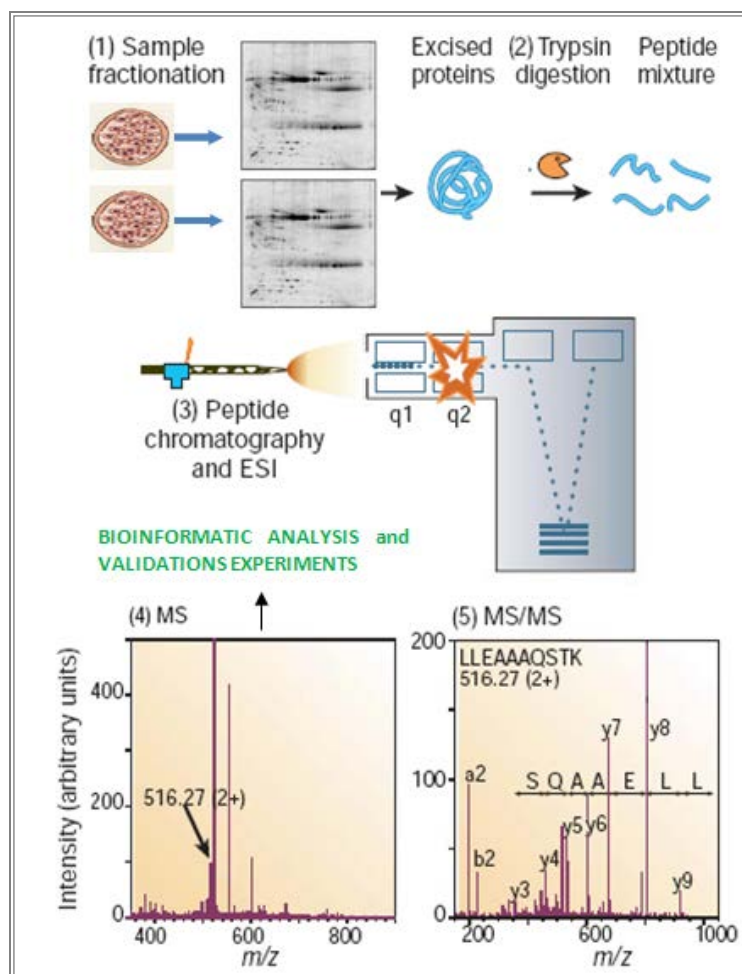 (1) Sample
fractionation
Excised
proteins
(2) Trypsin
digestion
Peptide
mixture
(3) Peptide
chromatography
and ESI
q1
q2
BIOINFORMATIC ANALYSIS and
VALIDATIONS EXPERIMENTS
(4) MS
Intensity (arbitrary units)
400
200
0
516.27 (2+)
400
600
800
m/z
(5) MS/MS
200
100
0
LLEAAAQSTK
516.27 (2+)
a2
b2
y3
y4
y5
y6
y7
y8
y9
S Q A A E L L
200
600
1000
m/z